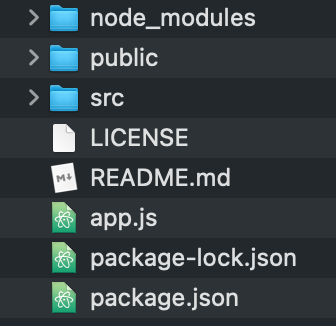 node_modules
public
src
LICENSE
M↓ README.md
app.js
package-lock.json
package.json